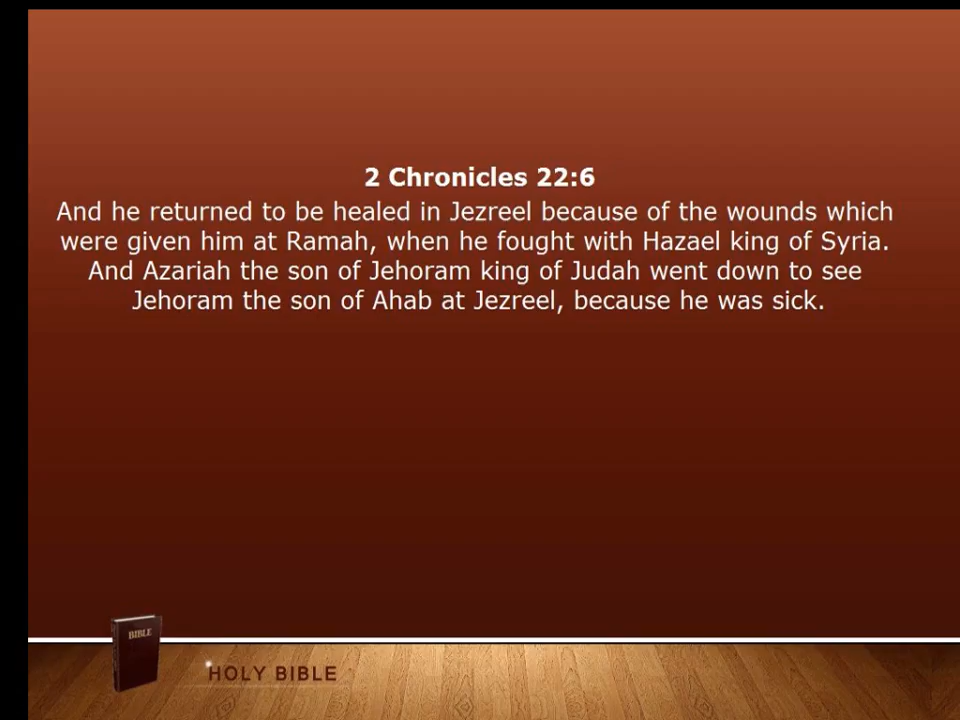 2 Chronicles 22:6
And he returned to be healed in Jezreel because of the wounds which
were given him at Ramah, when he fought with Hazael king of Syria.
And Azariah the son of Jehoram king of Judah went down to see
Jehoram the son of Ahab at Jezreel, because he was sick.
BIBLE
HOLY BIBLE